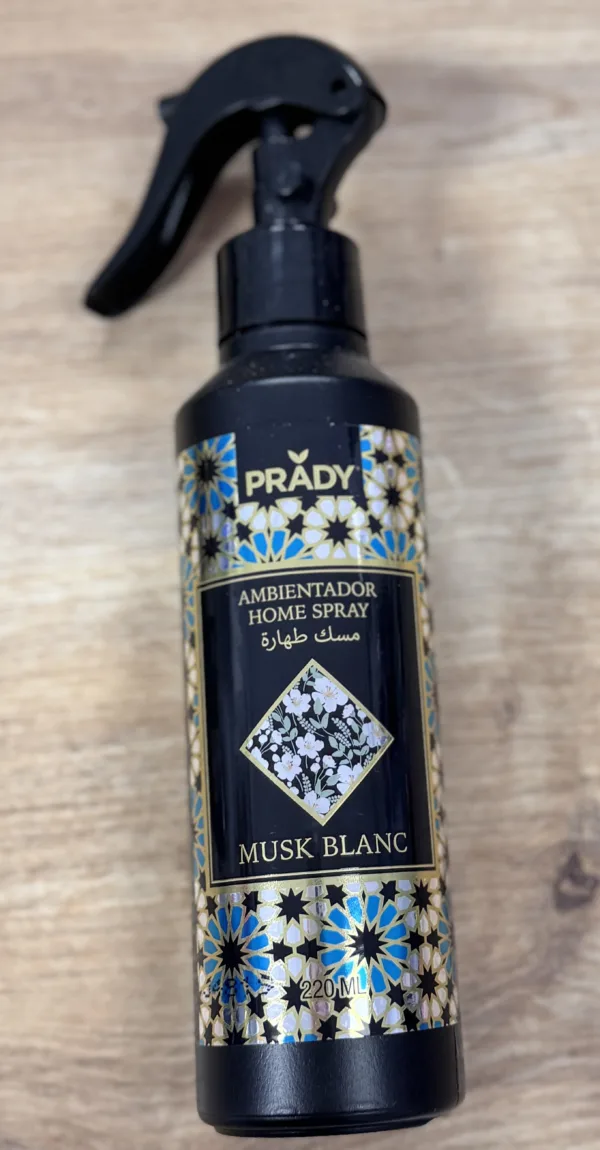 PRADY
AMBIENTADOR
HOME SPRAY
مسك طهارة
MUSK BLANC
220 ML